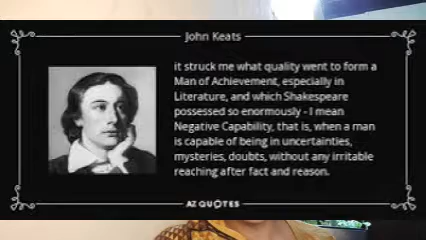 John Keats
it struck me what quality went to form a
Man of Achievement, especially in
Literature, and which Shakespeare
possessed so enormously - I mean
Negative Capability, that is, when a man
is capable of being in uncertainties,
mysteries, doubts, without any irritable
reaching after fact and reason.
AZ QUOTES